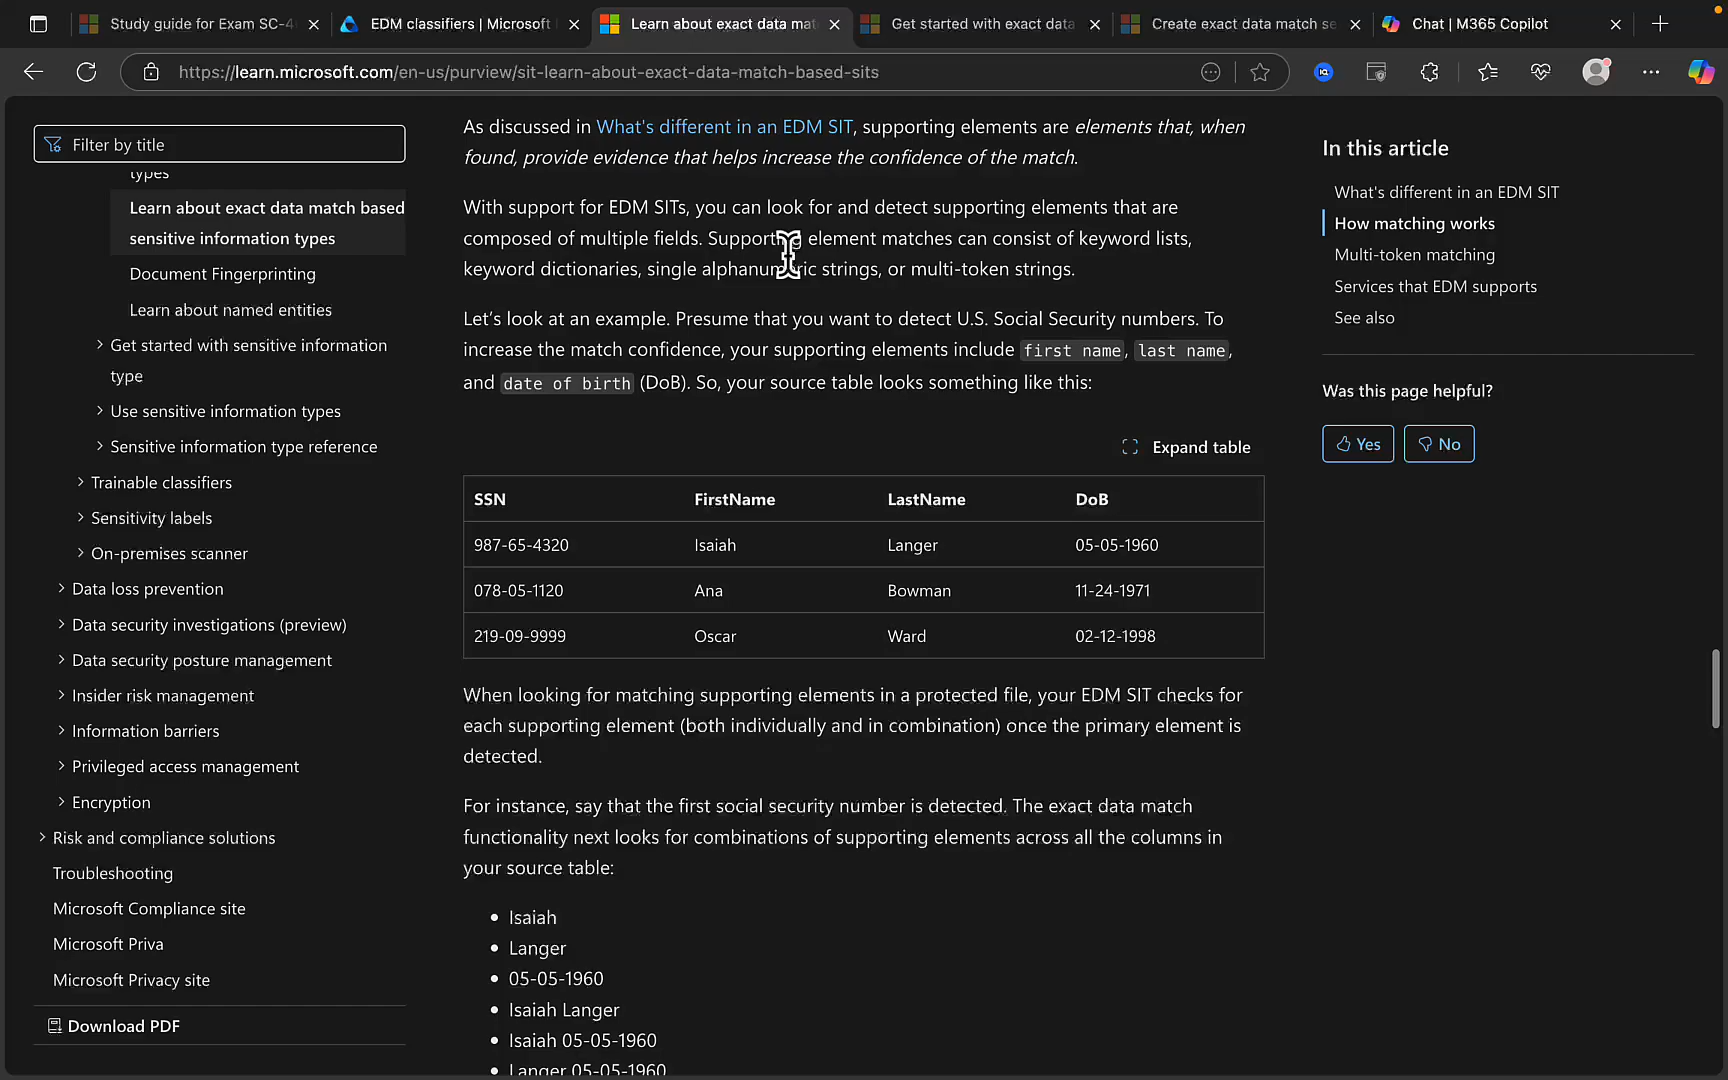 Study guide for Exam SC-4
EDM classifiers | Microsoft
Learn about exact data mat
Get started with exact data
Create exact data match se
Chat | M365 Copilot
https://learn.microsoft.com/en-us/purview/sit-learn-about-exact-data-match-based-sits
Filter by title
types
Learn about exact data match based
sensitive information types
Document Fingerprinting
Learn about named entities
Get started with sensitive information
type
Use sensitive information types
Sensitive information type reference
Trainable classifiers
Sensitivity labels
On-premises scanner
Data loss prevention
Data security investigations (preview)
Data security posture management
Insider risk management
Information barriers
Privileged access management
Encryption
Risk and compliance solutions
Troubleshooting
Microsoft Compliance site
Microsoft Priva
Microsoft Privacy site
Download PDF
As discussed in What's different in an EDM SIT, supporting elements are elements that, when
found, provide evidence that helps increase the confidence of the match.
With support for EDM SITs, you can look for and detect supporting elements that are
composed of multiple fields. Supporting element matches can consist of keyword lists,
keyword dictionaries, single alphanumeric strings, or multi-token strings.
Let's look at an example. Presume that you want to detect U.S. Social Security numbers. To
increase the match confidence, your supporting elements include first name, last name,
and date of birth (DoB). So, your source table looks something like this:
Expand table
SSN FirstName LastName DoB
987-65-4320 Isaiah Langer 05-05-1960
078-05-1120 Ana Bowman 11-24-1971
219-09-9999 Oscar Ward 02-12-1998
When looking for matching supporting elements in a protected file, your EDM SIT checks for
each supporting element (both individually and in combination) once the primary element is
detected.
For instance, say that the first social security number is detected. The exact data match
functionality next looks for combinations of supporting elements across all the columns in
your source table:
• Isaiah
• Langer
• 05-05-1960
• Isaiah Langer
• Isaiah 05-05-1960
• Langer 05-05-1960
In this article
What's different in an EDM SIT
How matching works
Multi-token matching
Services that EDM supports
See also
Was this page helpful?
Yes
No